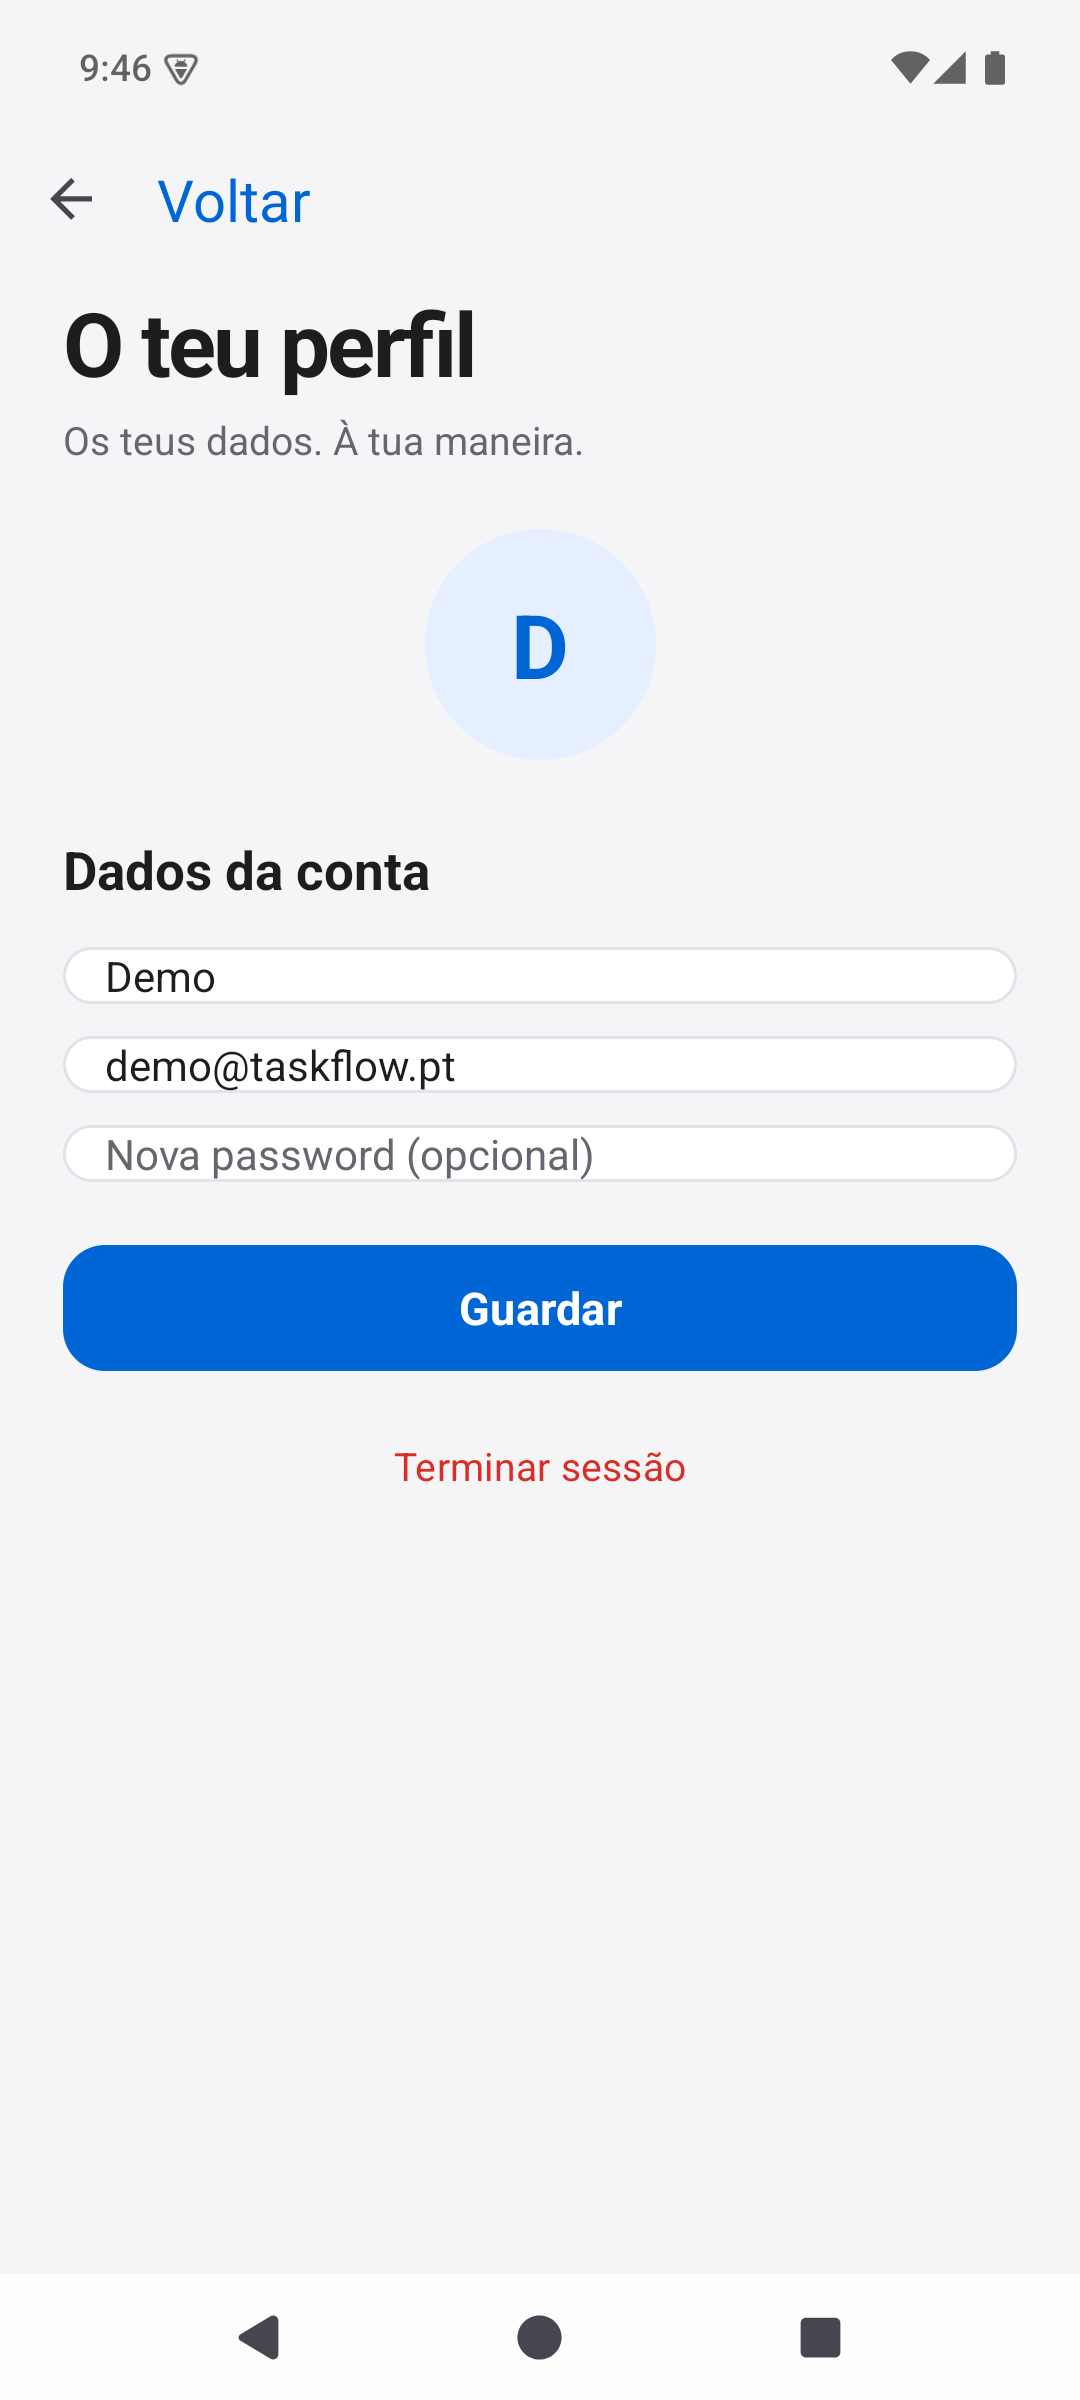 9:46
Voltar
O teu perfil
Os teus dados. À tua maneira.
D
Dados da conta
Demo
demo@taskflow.pt
Nova password (opcional)
Guardar
Terminar sessão